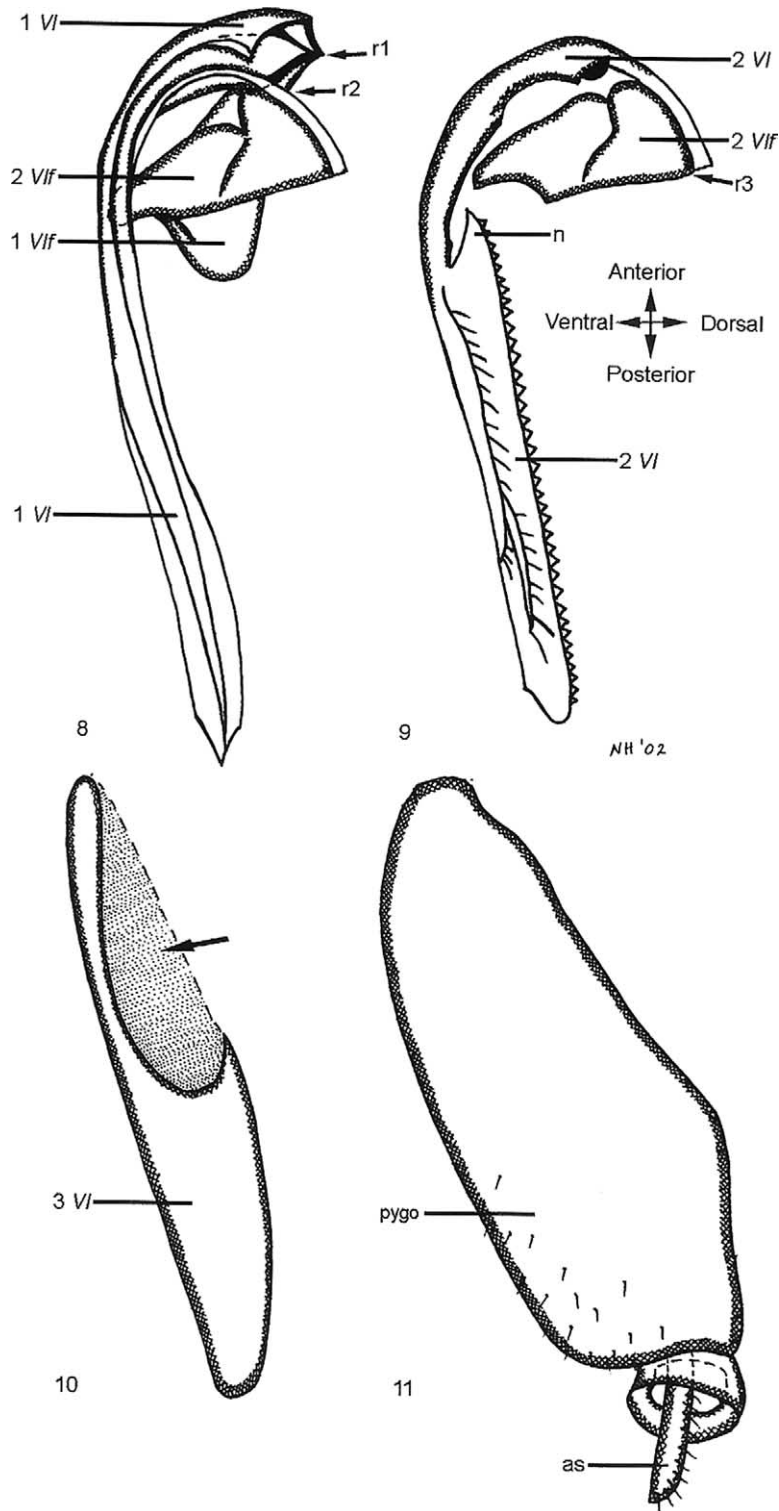 1 Vl
r1
r2
2 Vlf
1 Vlf
1 Vl
8
2 Vl
2 Vlf
r3
n
Anterior
Ventral Dorsal
Posterior
2 Vl
9
NH '02
3 Vl
10
pygo
11
as